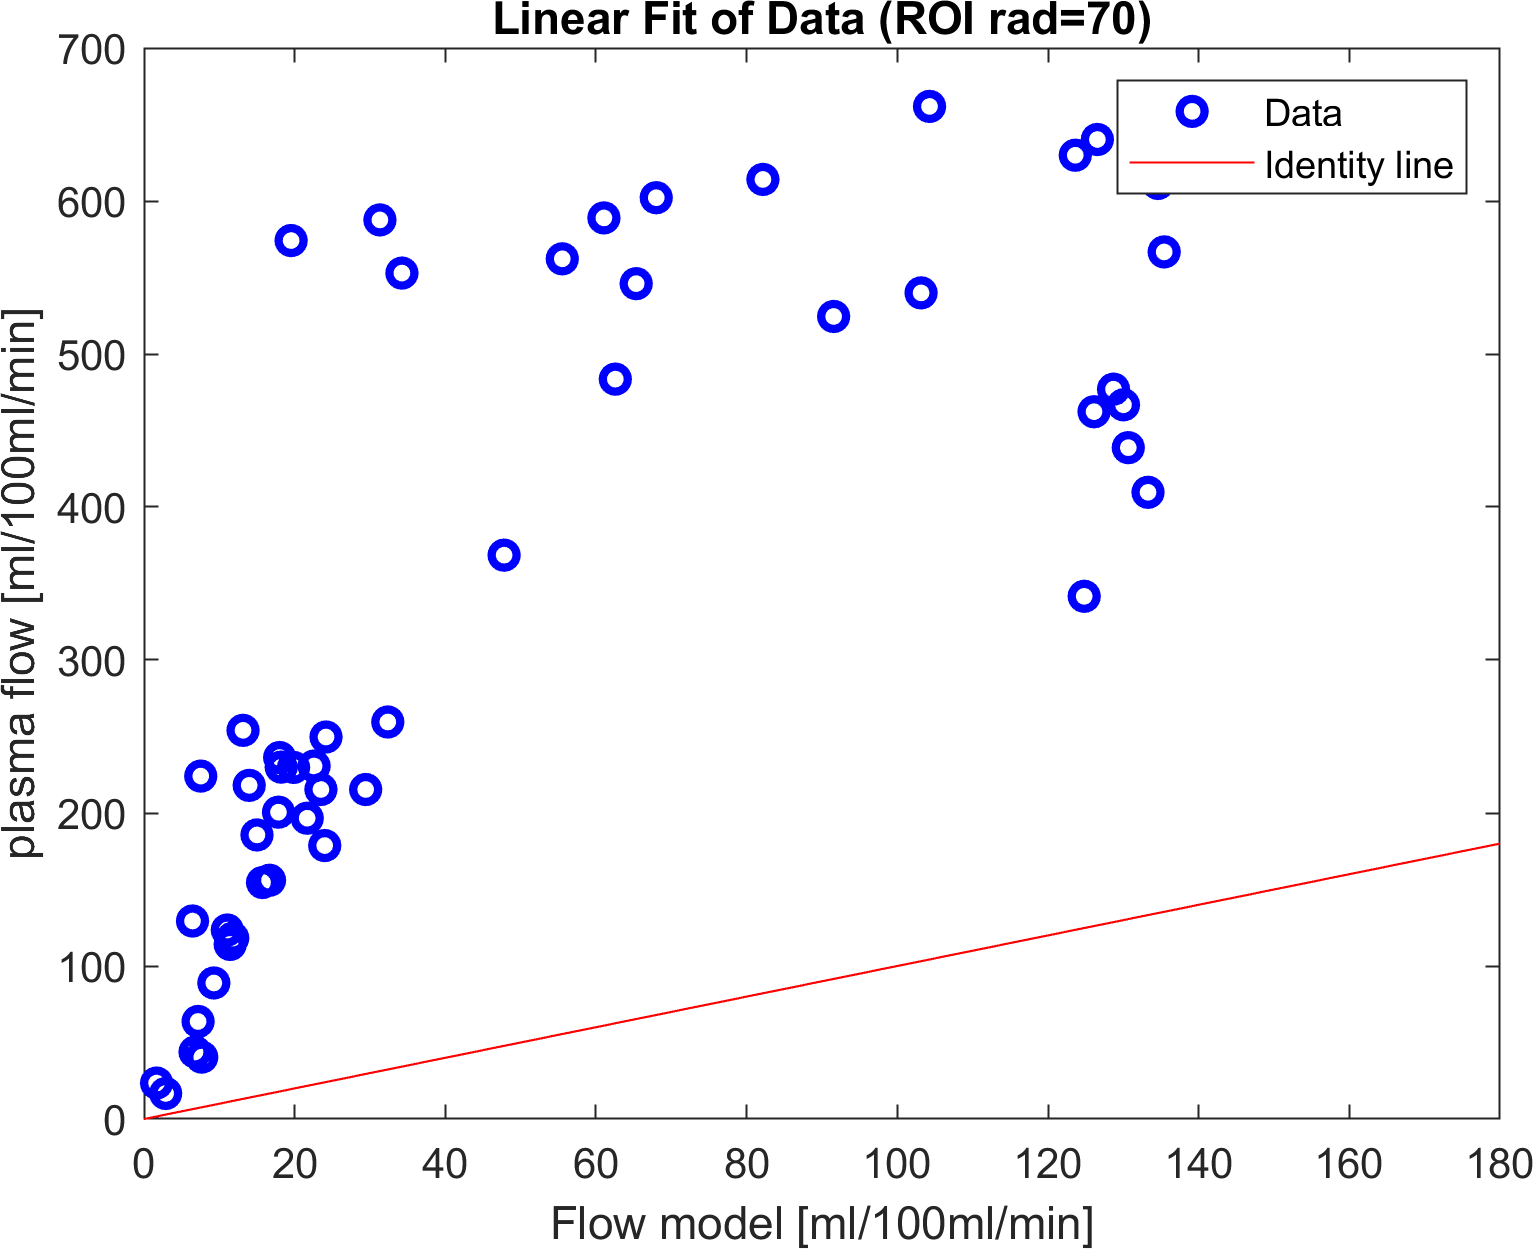 Linear Fit of Data (ROI rad=70)
700
600
500
400
300
200
100
0
plasma flow [ml/100ml/min]
Data
Identity line
0 20 40 60 80 100 120 140 160 180
Flow model [ml/100ml/min]